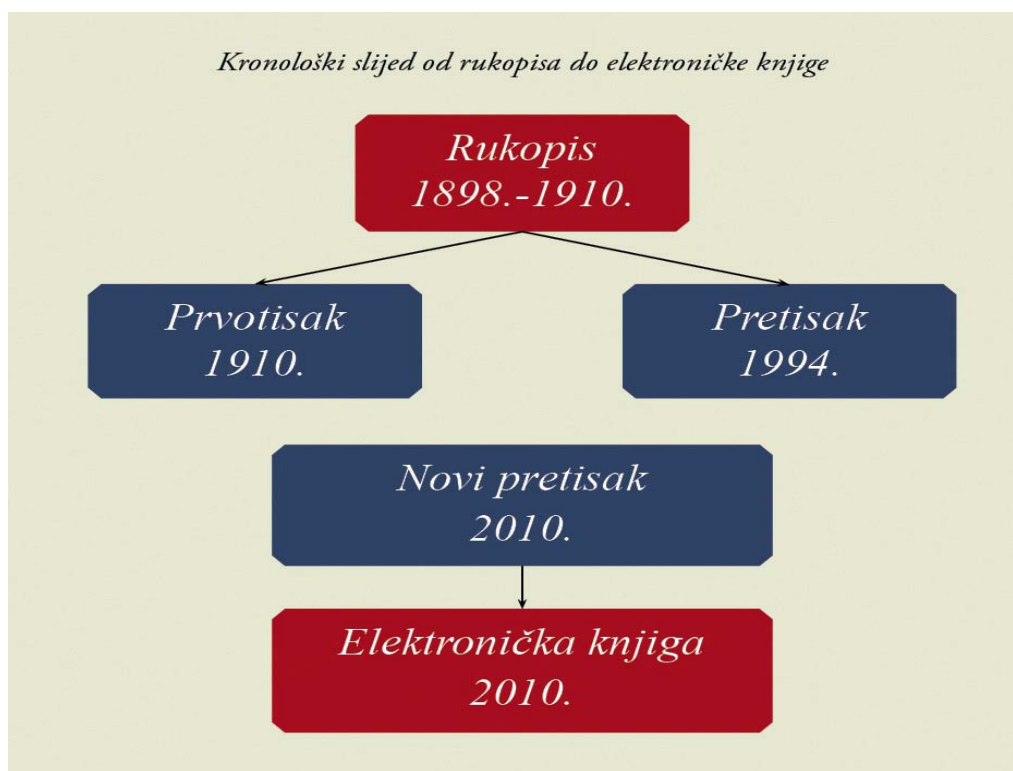 Kronološki slijed od rukopisa do elektroničke knjige
Rukopis
1898.-1910.
Prvotisak
1910.
Pretisak
1994.
Novi pretisak
2010.
Elektronička knjiga
2010.